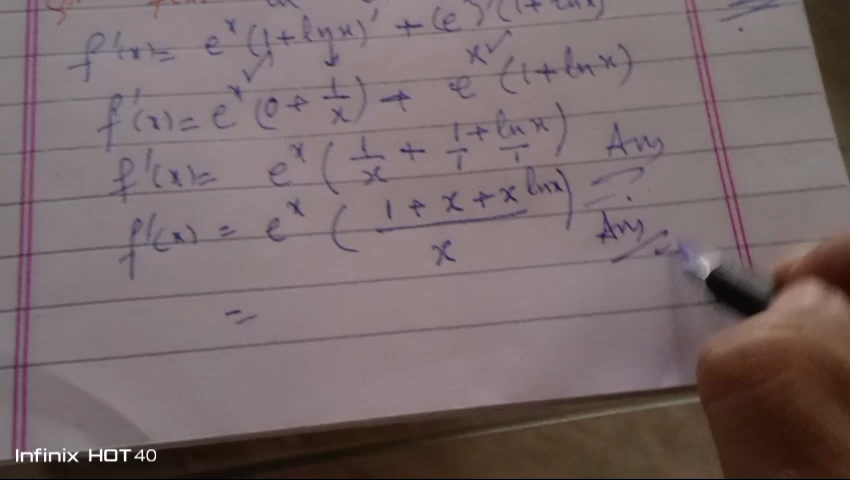 f'(x) = e^x (1 + ln x)' + (e^x)' (1 + ln x)
f'(x) = e^x (0 + 1/x) + e^x (1 + ln x)
f'(x) = e^x (1/x + 1/1 + ln x/1) Ans
f'(x) = e^x ((1 + x + x ln x)/x) Ans
=
Infinix HOT 40